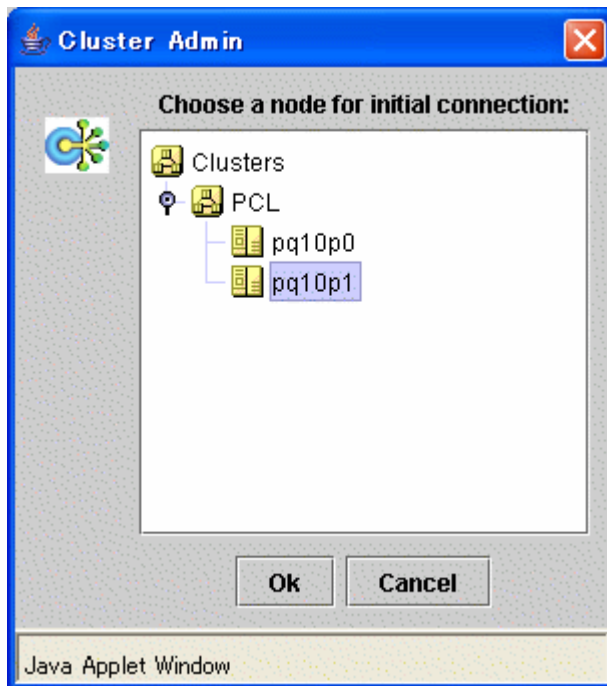 Cluster Admin
Choose a node for initial connection:
Clusters
PCL
pq10p0
pq10p1
Ok
Cancel
Java Applet Window